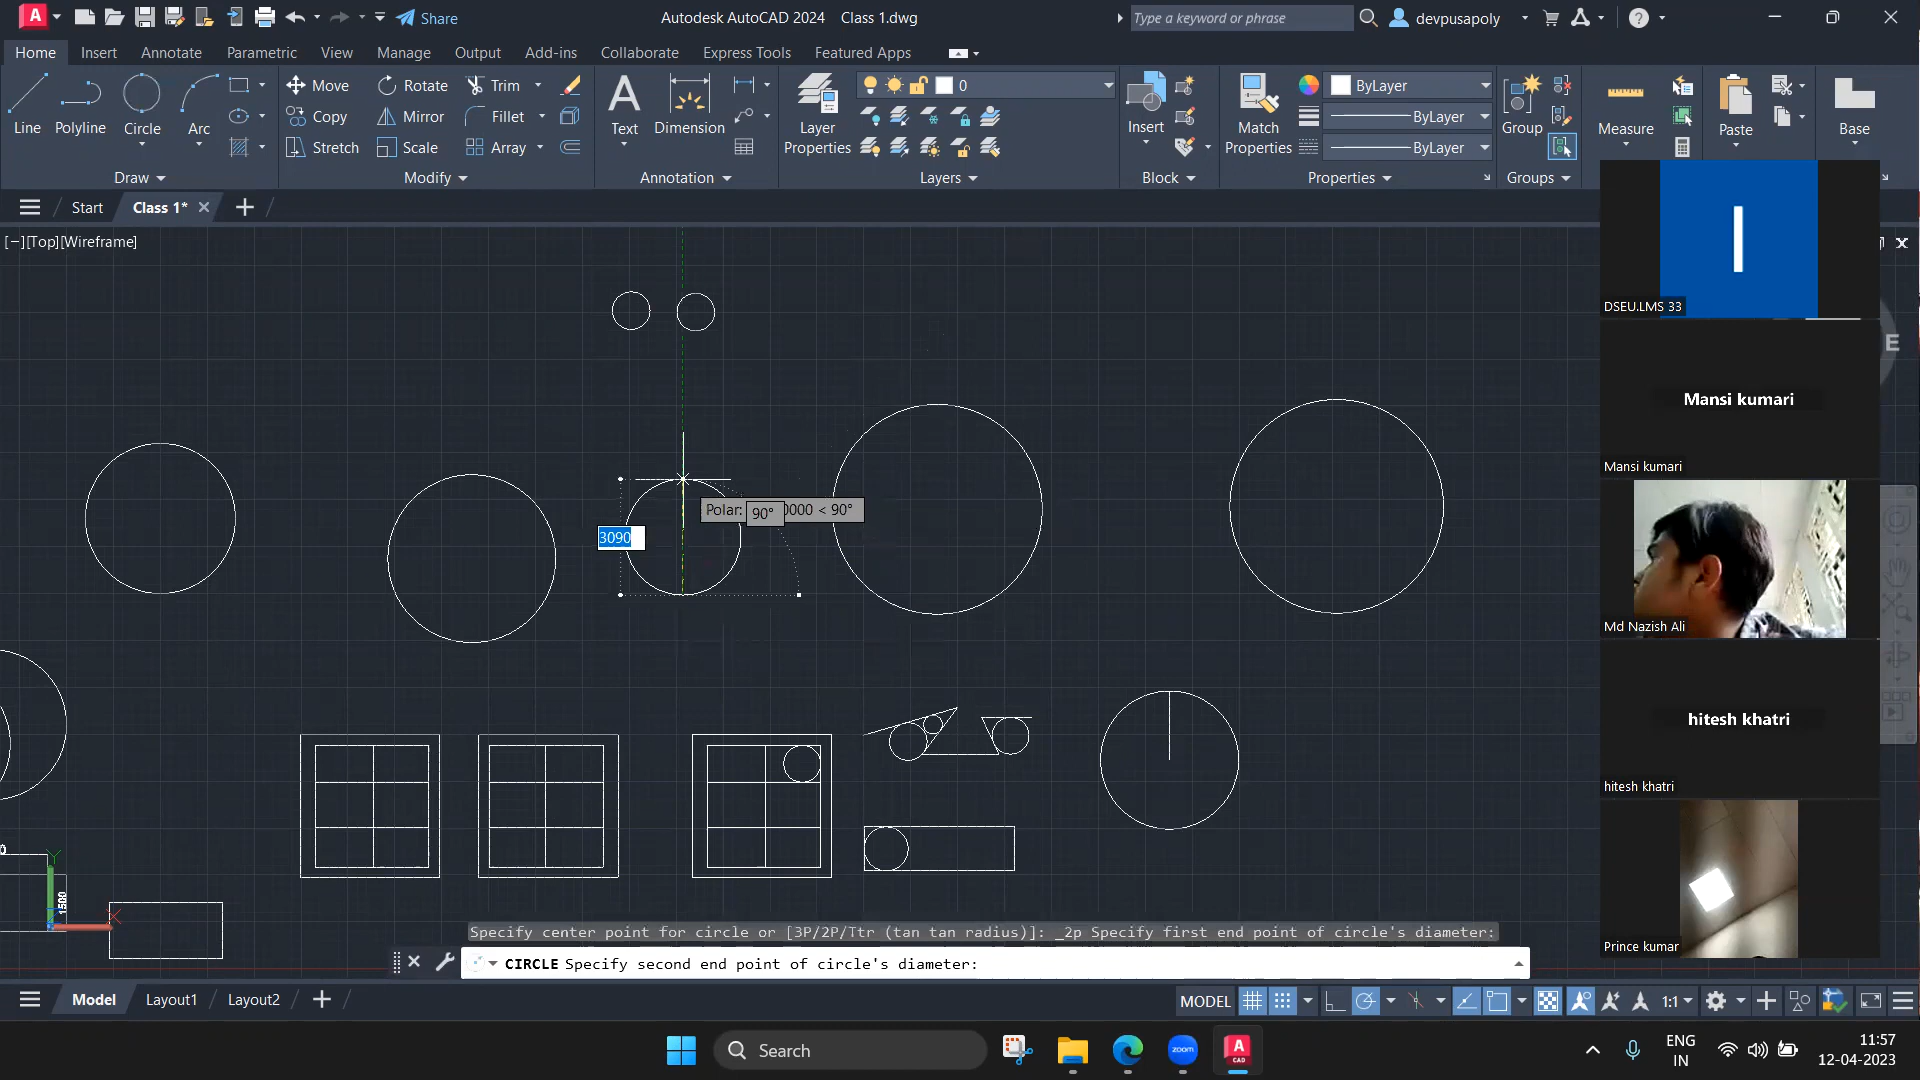 Share
Autodesk AutoCAD 2024 Class 1.dwg
Type a keyword or phrase
devpusapoly
Home Insert Annotate Parametric View Manage Output Add-ins Collaborate Express Tools Featured Apps
Line Polyline Circle Arc
Move Rotate Trim
Copy Mirror Fillet
Stretch Scale Array
Text Dimension
Layer Properties
0
Insert
Match Properties
ByLayer
ByLayer
ByLayer
Group
Measure
Paste
Base
Draw Modify Annotation Layers Block Properties Groups
Start Class 1*
[−][Top][Wireframe]
E
Polar: 0000 < 90°
90°
3090
1500
Y
X
I
DSEU.LMS 33
Mansi kumari
Mansi kumari
Md Nazish Ali
hitesh khatri
hitesh khatri
Prince kumar
Specify center point for circle or [3P/2P/Ttr (tan tan radius)]: _2p Specify first end point of circle's diameter:
CIRCLE Specify second end point of circle's diameter:
Model Layout1 Layout2
MODEL
1:1
Search
zoom
A
CAD
ENG
IN
11:57
12-04-2023